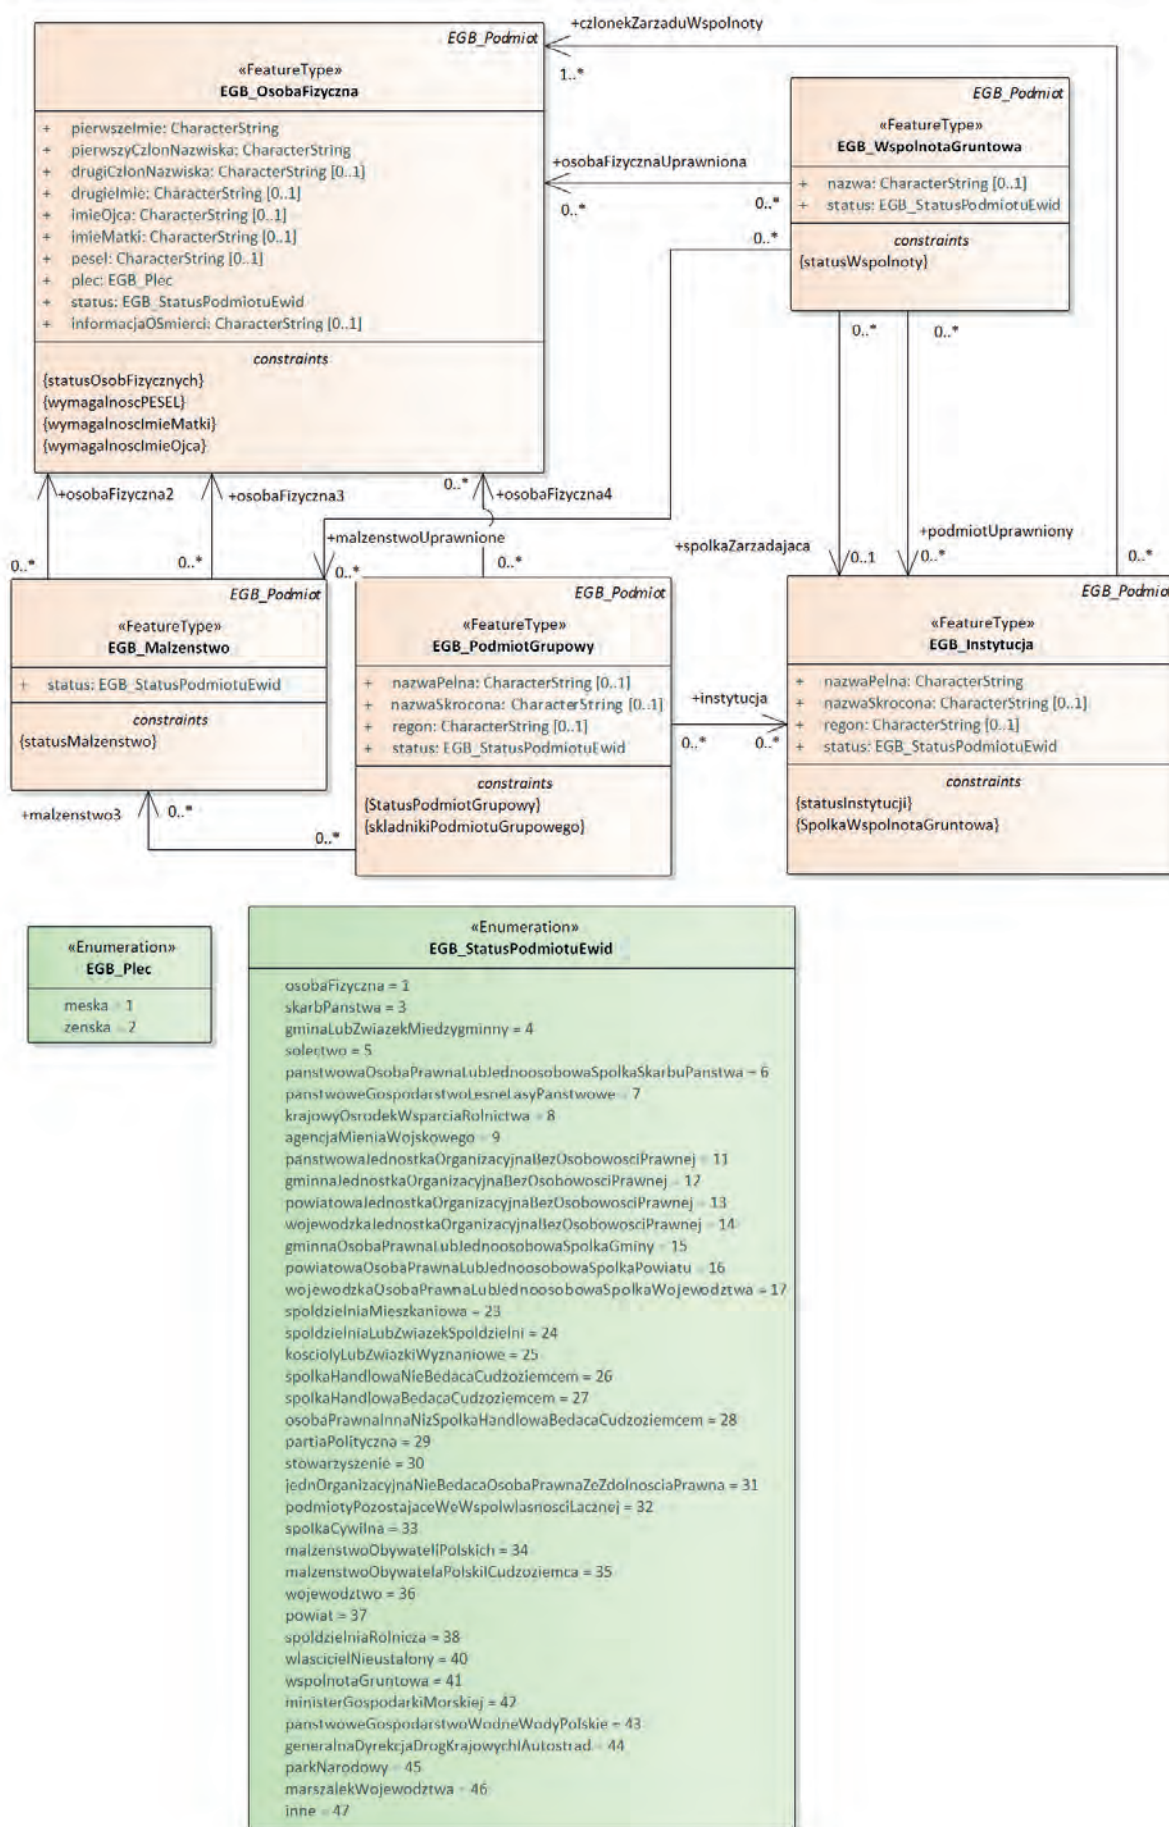 EGB_Podmiot
«FeatureType»
EGB_OsobaFizyczna
+ pierwszeImie: CharacterString
+ pierwszyCzlonNazwiska: CharacterString
+ drugiCzlonNazwiska: CharacterString [0..1]
+ drugieImie: CharacterString [0..1]
+ imieOjca: CharacterString [0..1]
+ imieMatki: CharacterString [0..1]
+ pesel: CharacterString [0..1]
+ plec: EGB_Plec
+ status: EGB_StatusPodmiotuEwid
+ informacjaOSmierci: CharacterString [0..1]
constraints
{statusOsobFizycznych}
{wymagalnoscPESEL}
{wymagalnoscImieMatki}
{wymagalnoscImieOjca}
+czlonekZarzaduWspolnoty
1..*
EGB_Podmiot
«FeatureType»
EGB_WspolnotaGruntowa
+ nazwa: CharacterString [0..1]
+ status: EGB_StatusPodmiotuEwid
constraints
{statusWspolnoty}
+osobaFizycznaUprawniona
0..*
0..*
0..*
0..*
0..*
+osobaFizyczna2
+osobaFizyczna3
0..*
+osobaFizyczna4
+malzenstwoUprawnione
+spolkaZarzadajaca
+podmiotUprawniony
0..*
0..*
0..*
0..*
0..1
0..*
0..*
EGB_Podmiot
«FeatureType»
EGB_Malzenstwo
+ status: EGB_StatusPodmiotuEwid
constraints
{statusMalzenstwo}
EGB_Podmiot
«FeatureType»
EGB_PodmiotGrupowy
+ nazwaPelna: CharacterString [0..1]
+ nazwaSkrocona: CharacterString [0..1]
+ regon: CharacterString [0..1]
+ status: EGB_StatusPodmiotuEwid
constraints
{StatusPodmiotGrupowy}
{skladnikiPodmiotuGrupowego}
+instytucja
0..*
0..*
EGB_Podmiot
«FeatureType»
EGB_Instytucja
+ nazwaPelna: CharacterString
+ nazwaSkrocona: CharacterString [0..1]
+ regon: CharacterString [0..1]
+ status: EGB_StatusPodmiotuEwid
constraints
{statusInstytucji}
{SpolkaWspolnotaGruntowa}
+malzenstwo3
0..*
0..*
«Enumeration»
EGB_Plec
meska = 1
zenska = 2
«Enumeration»
EGB_StatusPodmiotuEwid
osobaFizyczna = 1
skarbPanstwa = 3
gminaLubZwiazekMiedzygminny = 4
solectwo = 5
panstwowaOsobaPrawnaLubJednoosobowaSpolkaSkarbuPanstwa = 6
panstwoweGospodarstwoLesneLasyPanstwowe = 7
krajowyOsrodekWsparciaRolnictwa = 8
agencjaMieniaWojskowego = 9
panstwowaJednostkaOrganizacyjnaBezOsobowosciPrawnej = 11
gminnaJednostkaOrganizacyjnaBezOsobowosciPrawnej = 12
powiatowaJednostkaOrganizacyjnaBezOsobowosciPrawnej = 13
wojewodzkaJednostkaOrganizacyjnaBezOsobowosciPrawnej = 14
gminnaOsobaPrawnaLubJednoosobowaSpolkaGminy = 15
powiatowaOsobaPrawnaLubJednoosobowaSpolkaPowiatu = 16
wojewodzkaOsobaPrawnaLubJednoosobowaSpolkaWojewodztwa = 17
spoldzielniaMieszkaniowa = 23
spoldzielniaLubZwiazekSpoldzielni = 24
kosciolyLubZwiazkiWyznaniowe = 25
spolkaHandlowaNieBedacaCudzoziemcem = 26
spolkaHandlowaBedacaCudzoziemcem = 27
osobaPrawnaInnaNizSpolkaHandlowaBedacaCudzoziemcem = 28
partiaPolityczna = 29
stowarzyszenie = 30
jednOrganizacyjnaNieBedacaOsobaPrawnaZeZdolnosciaPrawna = 31
podmiotyPozostajaceWeWspolwlasnosciLacznej = 32
spolkaCywilna = 33
malzenstwoObywateliPolskich = 34
malzenstwoObywatelaPolskiICudzoziemca = 35
wojewodztwo = 36
powiat = 37
spoldzielniaRolnicza = 38
wlascicielNieustalony = 40
wspolnotaGruntowa = 41
ministerGospodarkiMorskiej = 42
panstwoweGospodarstwoWodneWodyPolskie = 43
generalnaDyrekcjaDrogKrajowychIAutostrad = 44
parkNarodowy = 45
marszalekWojewodztwa = 46
inne = 47